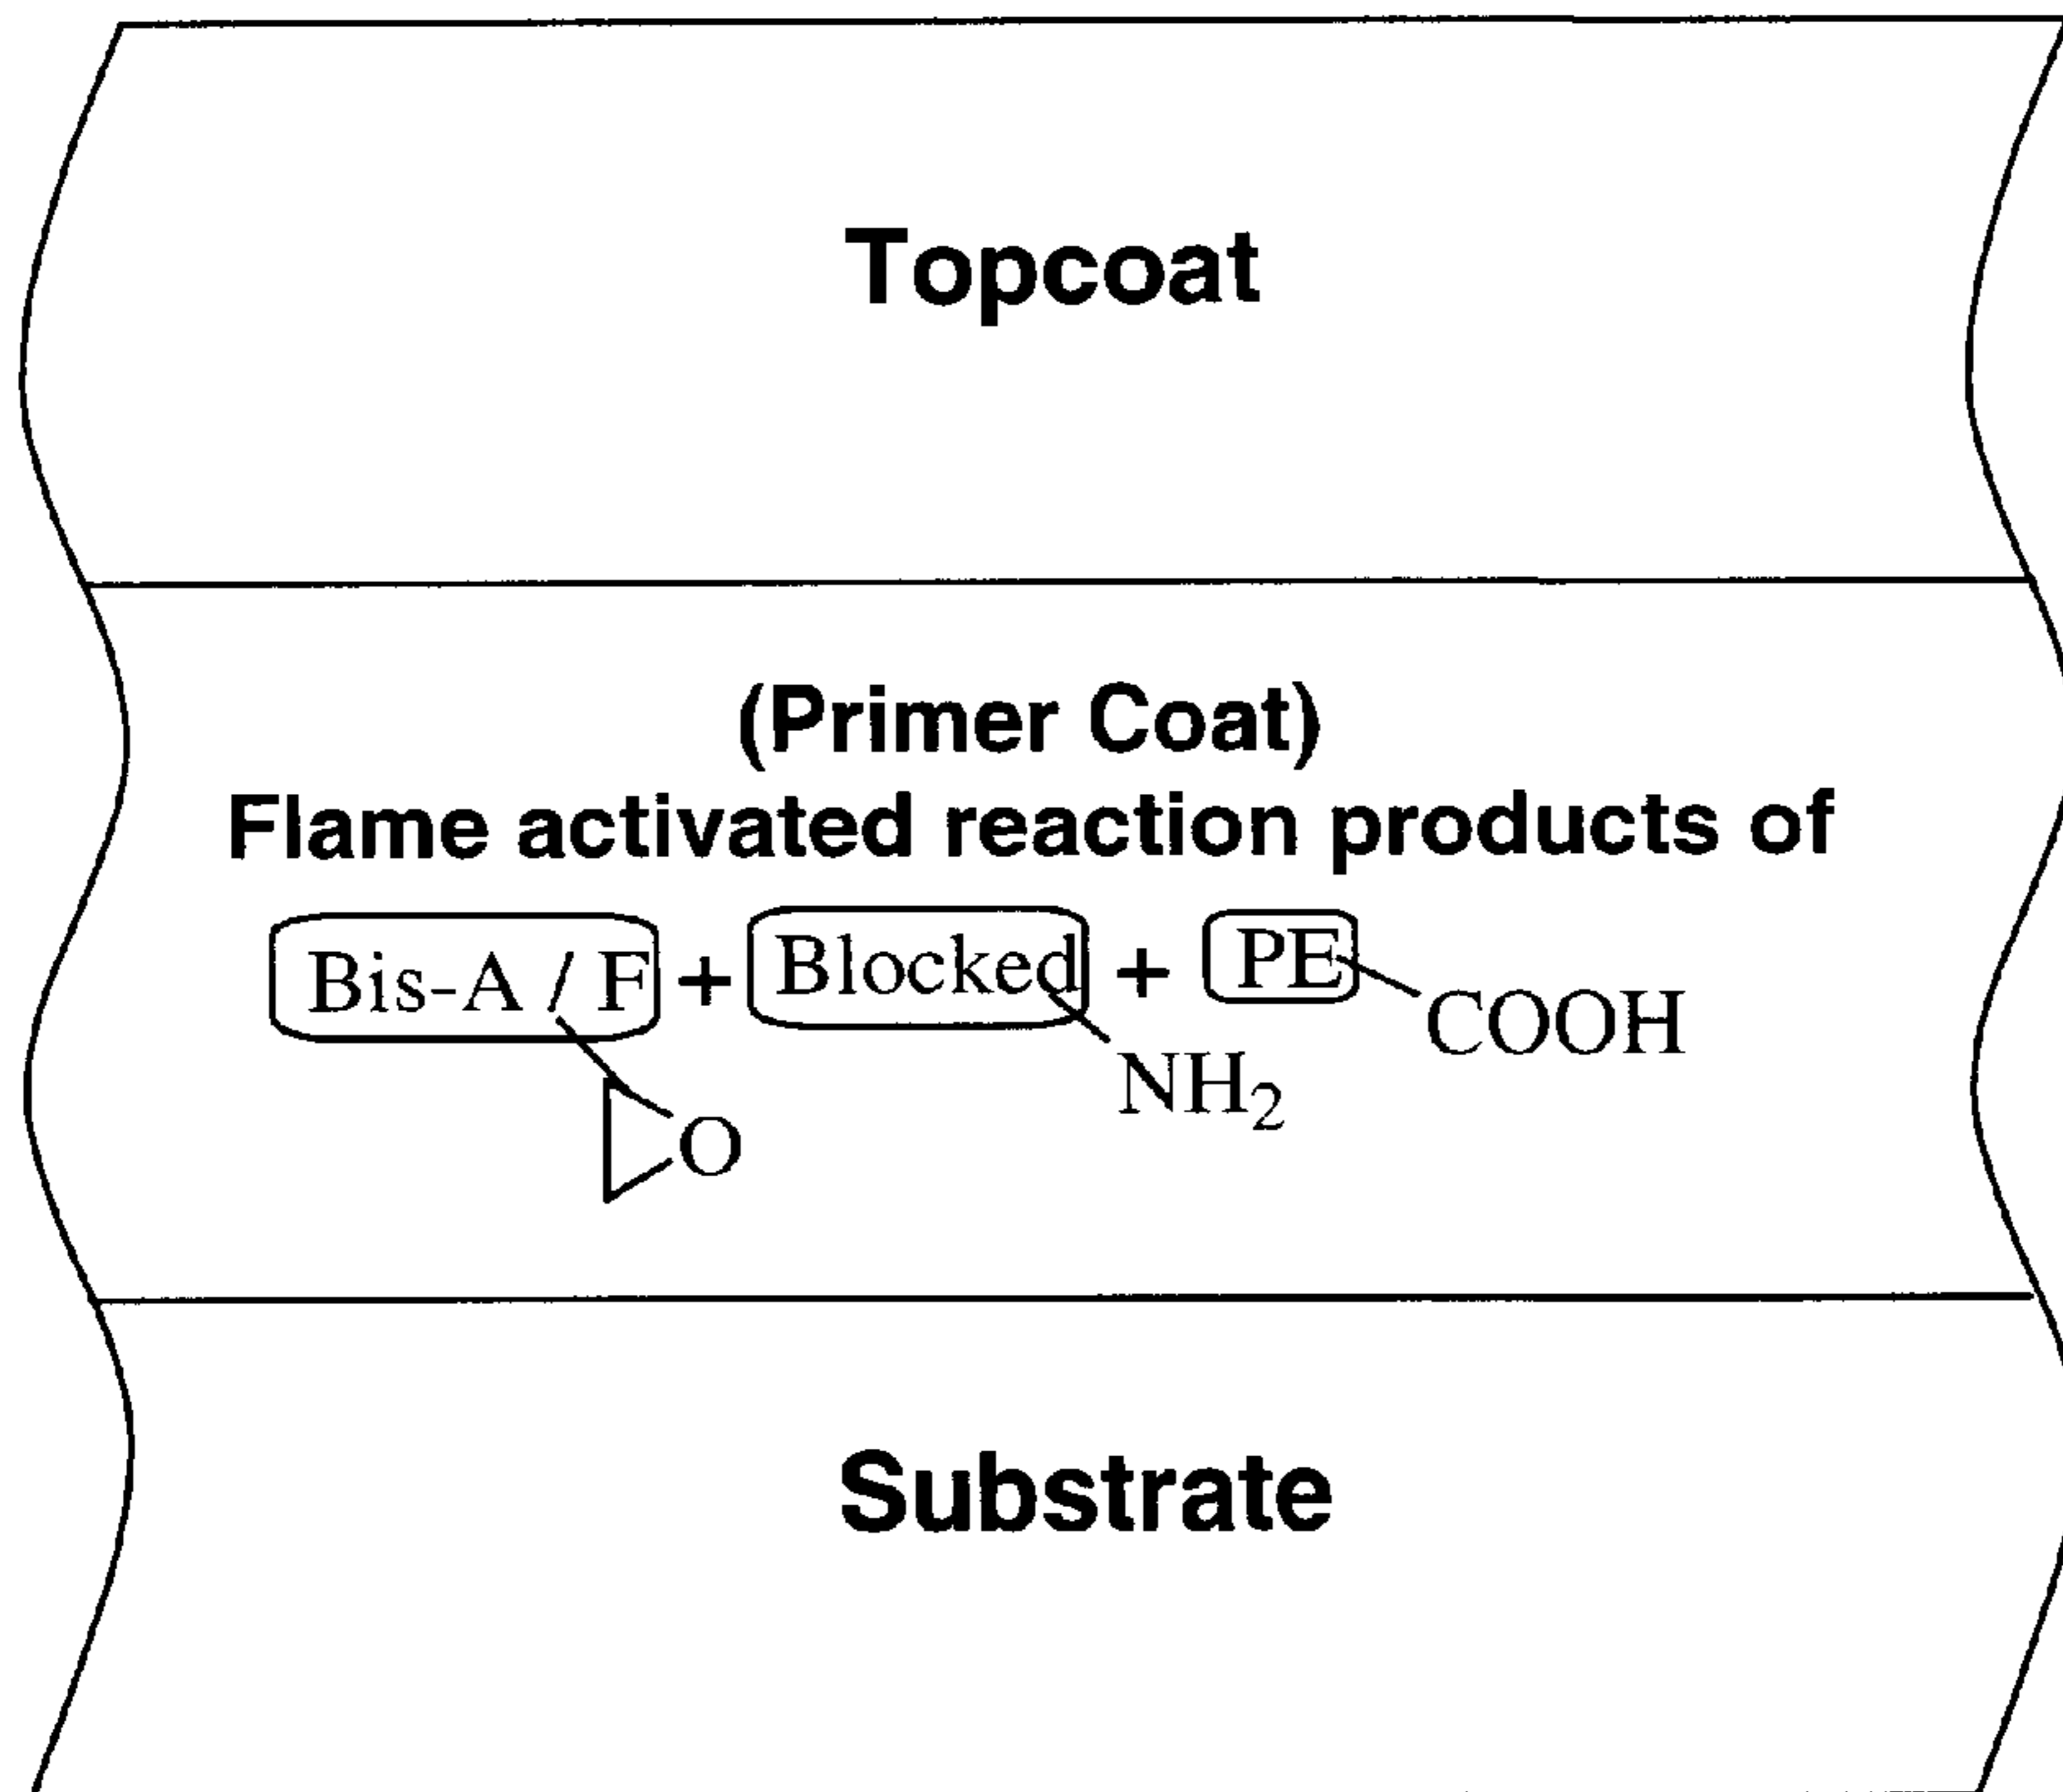 Topcoat
(Primer Coat)
Flame activated reaction products of
Bis-A / F + Blocked + PE
COOH
NH2
O
Substrate